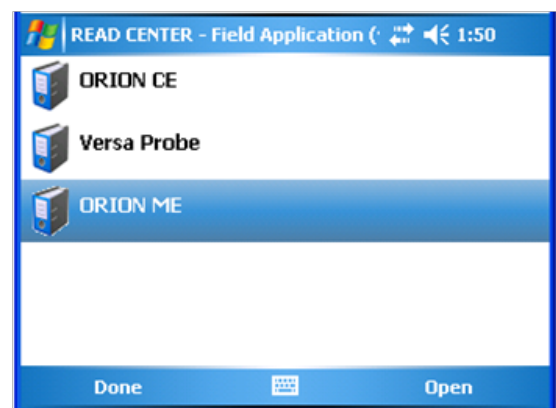 READ CENTER - Field Application (· 1:50
ORION CE
Versa Probe
ORION ME
Done Open